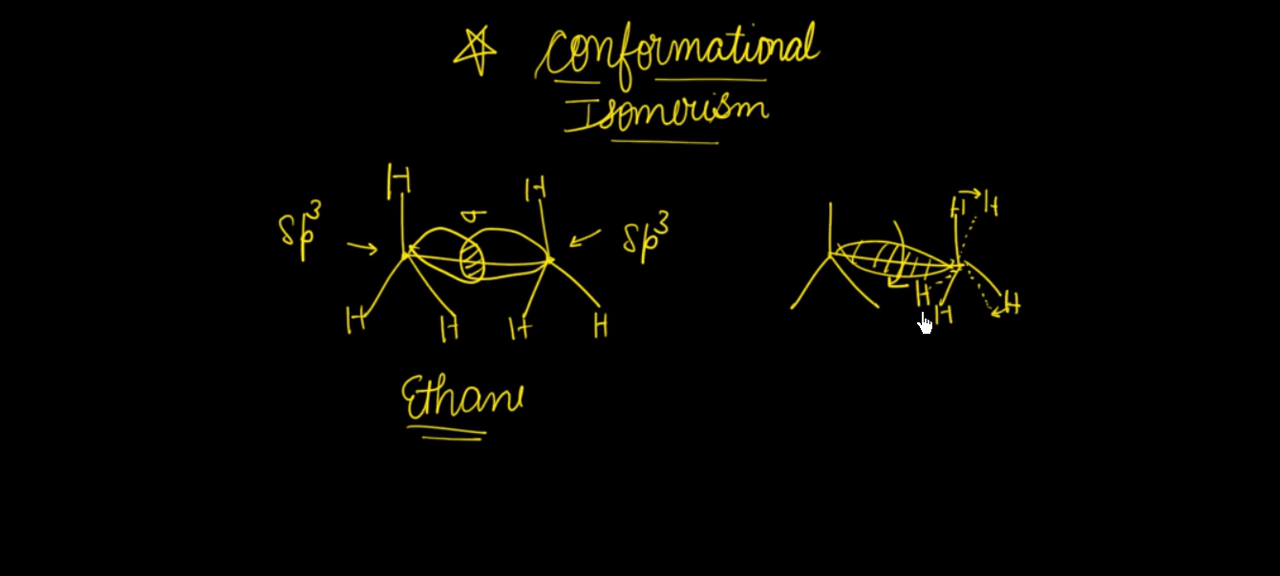 Conformational
Isomerism
H H
Sp³ σ Sp³
H H H H
Ethane
H H
H H H